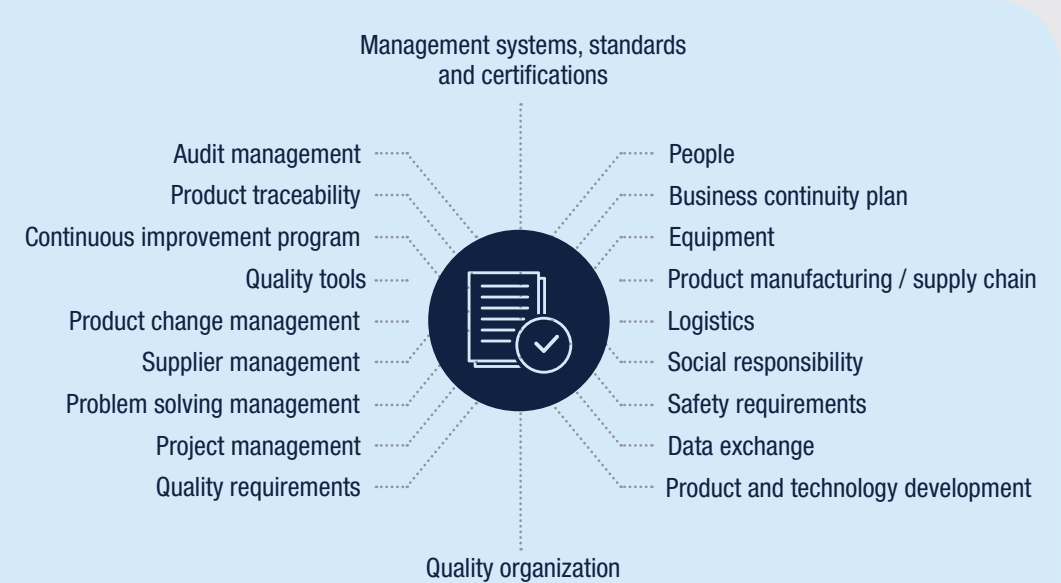 Management systems, standards
and certifications
Audit management
Product traceability
Continuous improvement program
Quality tools
Product change management
Supplier management
Problem solving management
Project management
Quality requirements
People
Business continuity plan
Equipment
Product manufacturing / supply chain
Logistics
Social responsibility
Safety requirements
Data exchange
Product and technology development
Quality organization